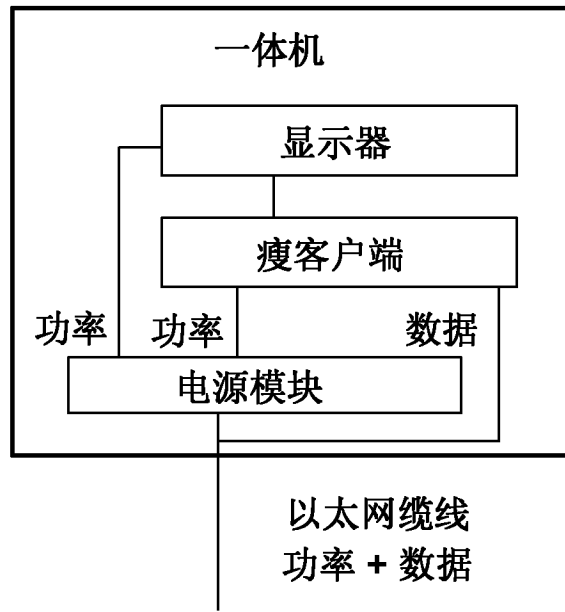 一体机
显示器
瘦客户端
功率
功率
数据
电源模块
以太网缆线
功率 + 数据